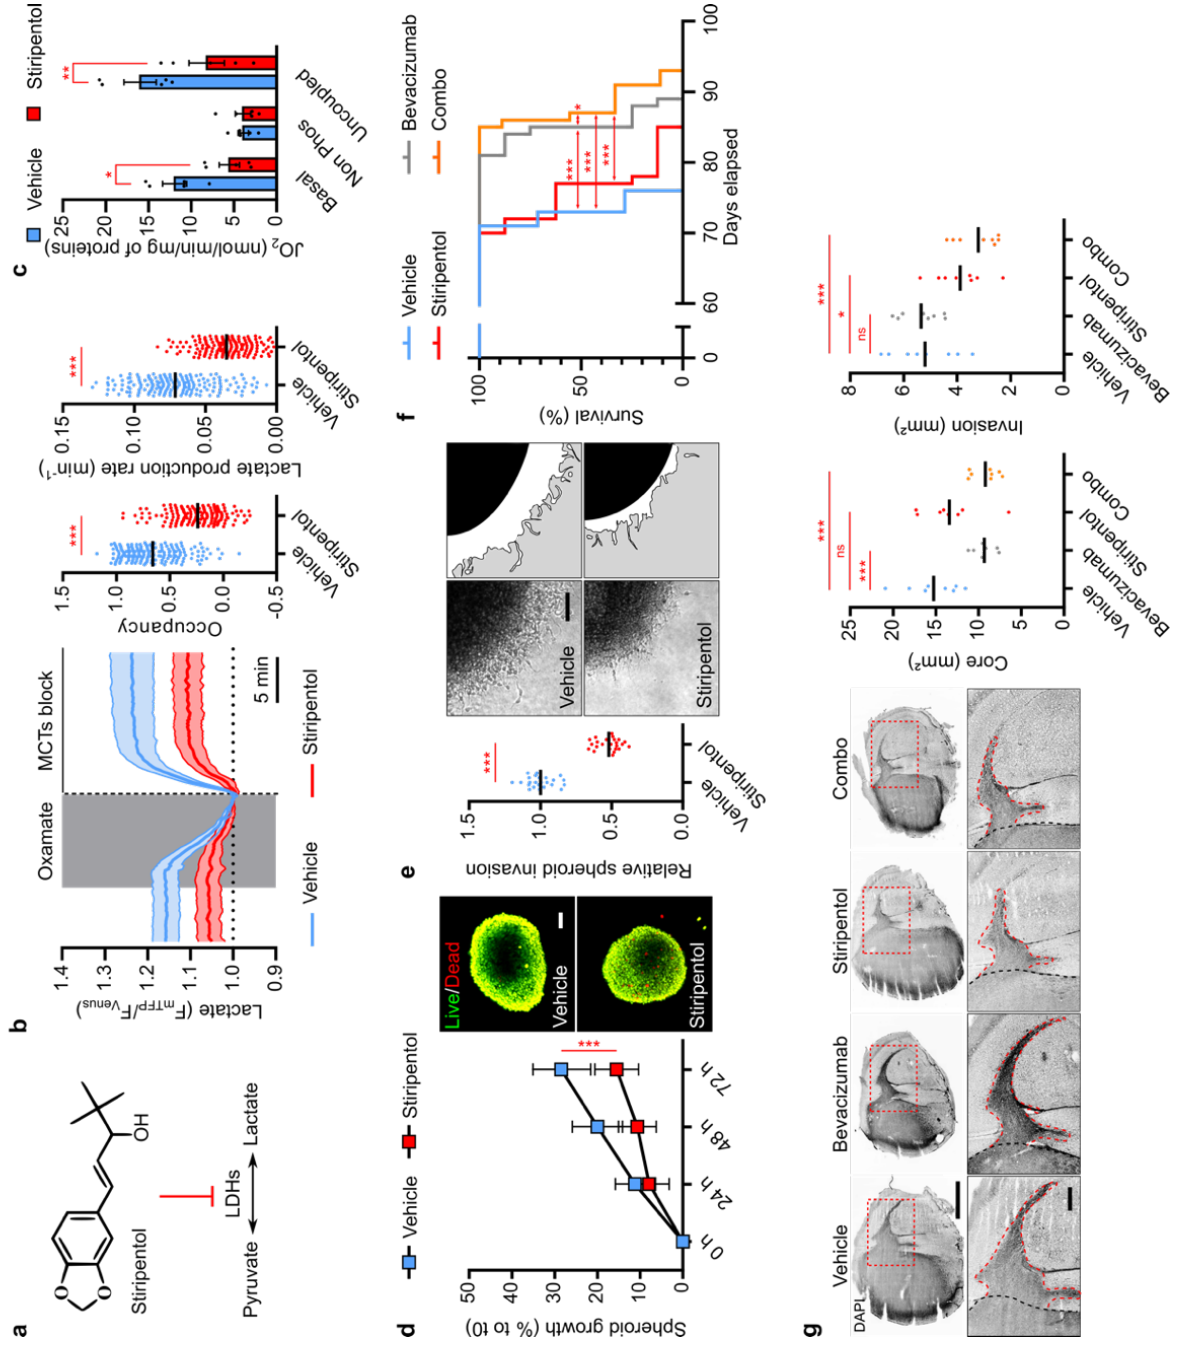 a
Stiripentol
O
O
OH
LDHs
Pyruvate
Lactate
b
Oxamate
MCTs block
Lactate (FmTFP/FVenus)
1.4
1.3
1.2
1.1
1.0
0.9
5 min
Vehicle
Stiripentol
Occupancy
1.5
1.0
0.5
0.0
-0.5
***
Vehicle
Stiripentol
Lactate production rate (min⁻¹)
0.15
0.10
0.05
0.00
***
Vehicle
Stiripentol
c
Vehicle
Stiripentol
JO₂ (nmol/min/mg of proteins)
25
20
15
10
5
0
*
**
Basal
Non Phos
Uncoupled
d
Vehicle
Stiripentol
Spheroid growth (% to t0)
50
40
30
20
10
0
***
0 h
24 h
48 h
72 h
Live/Dead
Vehicle
Stiripentol
e
Relative spheroid invasion
1.5
1.0
0.5
0.0
***
Vehicle
Stiripentol
Vehicle
Stiripentol
f
Vehicle
Bevacizumab
Stiripentol
Combo
Survival (%)
100
50
0
***
***
***
*
0
60
70
80
90
100
Days elapsed
g
Vehicle
Bevacizumab
Stiripentol
Combo
DAPI
Core (mm²)
25
20
15
10
5
0
***
ns
***
Vehicle
Bevacizumab
Stiripentol
Combo
Invasion (mm²)
8
6
4
2
0
***
*
ns
Vehicle
Bevacizumab
Stiripentol
Combo